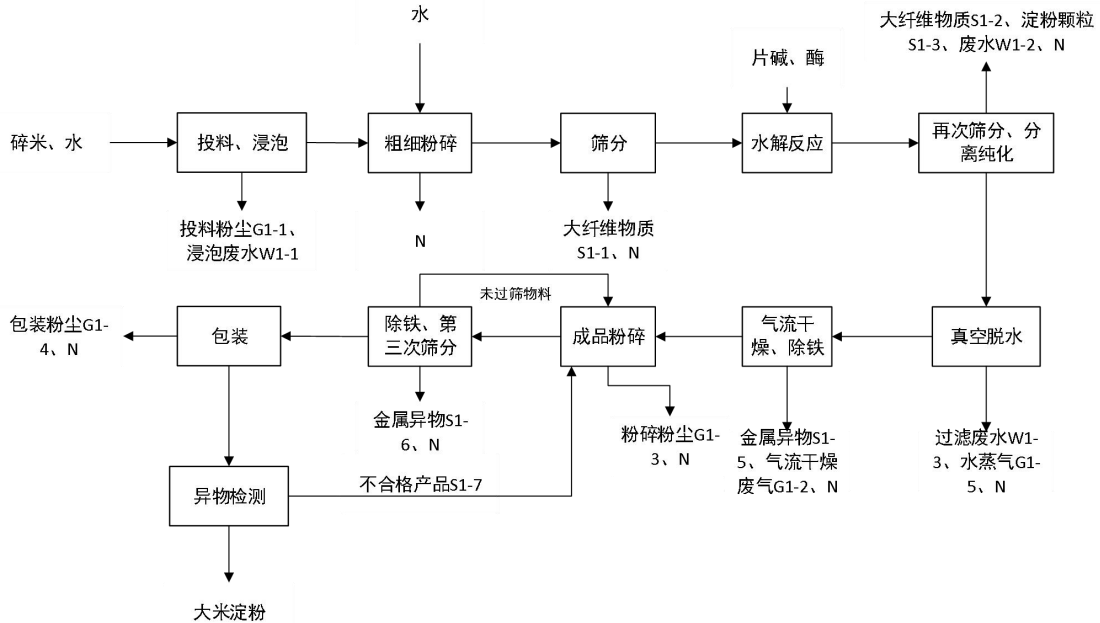 水
大纤维物质S1-2、淀粉颗粒
S1-3、废水W1-2、N
片碱、酶
碎米、水
投料、浸泡
粗细粉碎
筛分
水解反应
再次筛分、分
离纯化
投料粉尘G1-1、
浸泡废水W1-1
N
大纤维物质
S1-1、N
未过筛物料
包装粉尘G1-
4、N
包装
除铁、第
三次筛分
成品粉碎
气流干
燥、除铁
真空脱水
金属异物S1-
6、N
粉碎粉尘G1-
3、N
金属异物S1-
5、气流干燥
废气G1-2、N
过滤废水W1-
3、水蒸气G1-
5、N
异物检测
不合格产品S1-7
大米淀粉